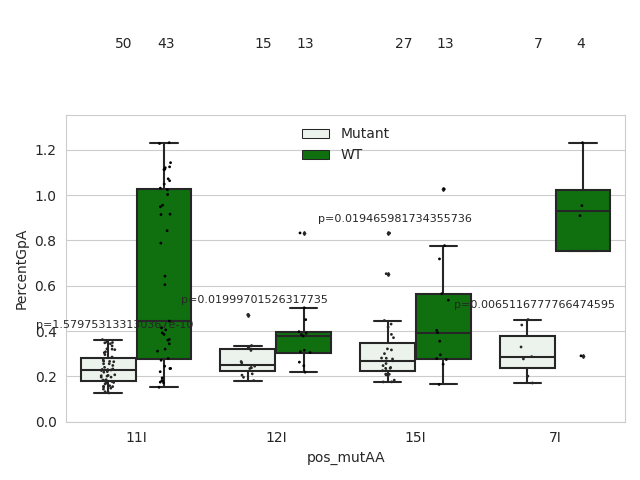 50 43 15 13 27 13 7 4
Mutant
WT
1.2
1.0
0.8
0.6
0.4
0.2
0.0
PercentGpA
p=0.019465981734355736
p=0.01999701526317735
p=0.0065116777766474595
11I 12I 15I 7I
pos_mutAA